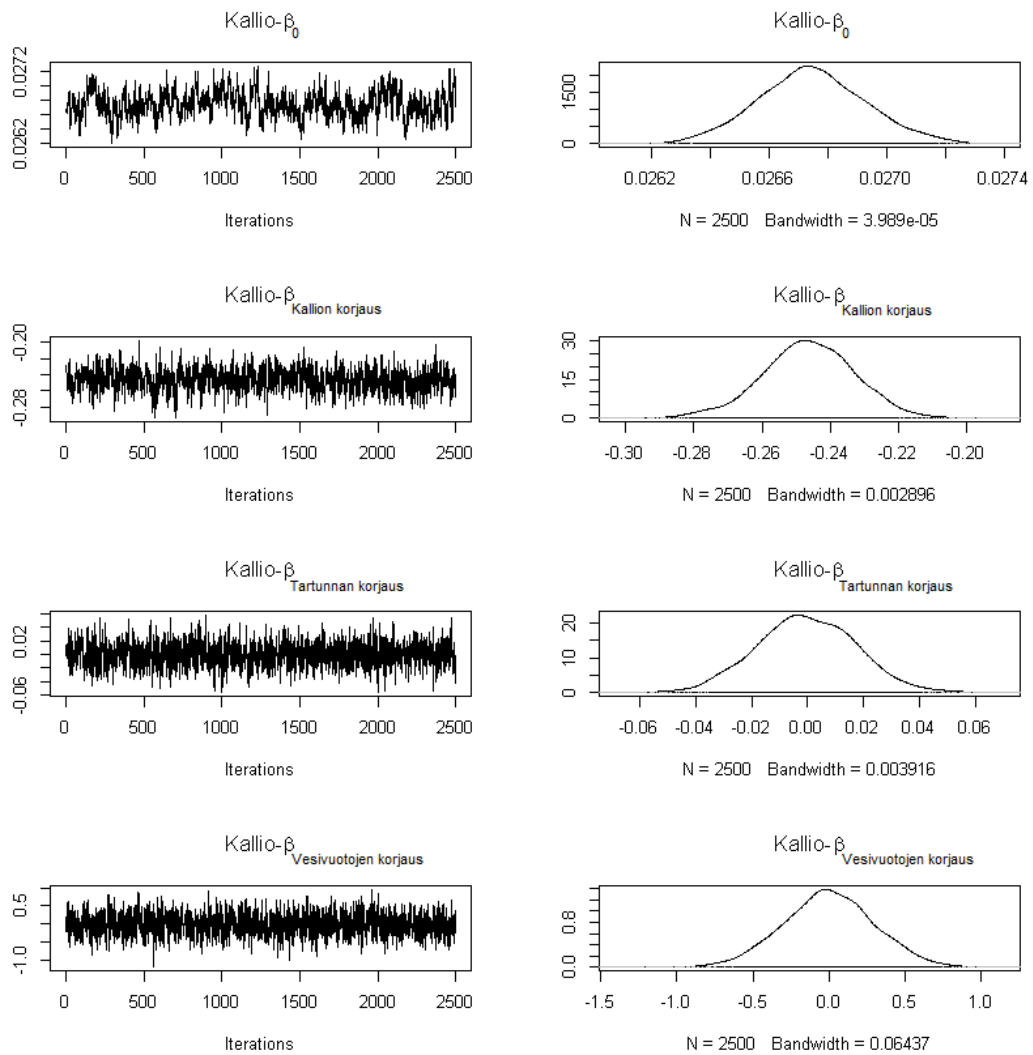 Kallio-β0
Kallio-β0
0.0262 0.0272
0 500 1000 1500 2000 2500
Iterations
0 1500
0.0262 0.0266 0.0270 0.0274
N = 2500 Bandwidth = 3.989e-05
Kallio-βKallion korjaus
Kallio-βKallion korjaus
-0.28 -0.20
0 500 1000 1500 2000 2500
Iterations
0 15 30
-0.30 -0.28 -0.26 -0.24 -0.22 -0.20
N = 2500 Bandwidth = 0.002896
Kallio-βTartunnan korjaus
Kallio-βTartunnan korjaus
-0.06 0.02
0 500 1000 1500 2000 2500
Iterations
0 10 20
-0.06 -0.04 -0.02 0.00 0.02 0.04 0.06
N = 2500 Bandwidth = 0.003916
Kallio-βVesivuotojen korjaus
Kallio-βVesivuotojen korjaus
-1.0 0.5
0 500 1000 1500 2000 2500
Iterations
0.0 0.8
-1.5 -1.0 -0.5 0.0 0.5 1.0
N = 2500 Bandwidth = 0.06437